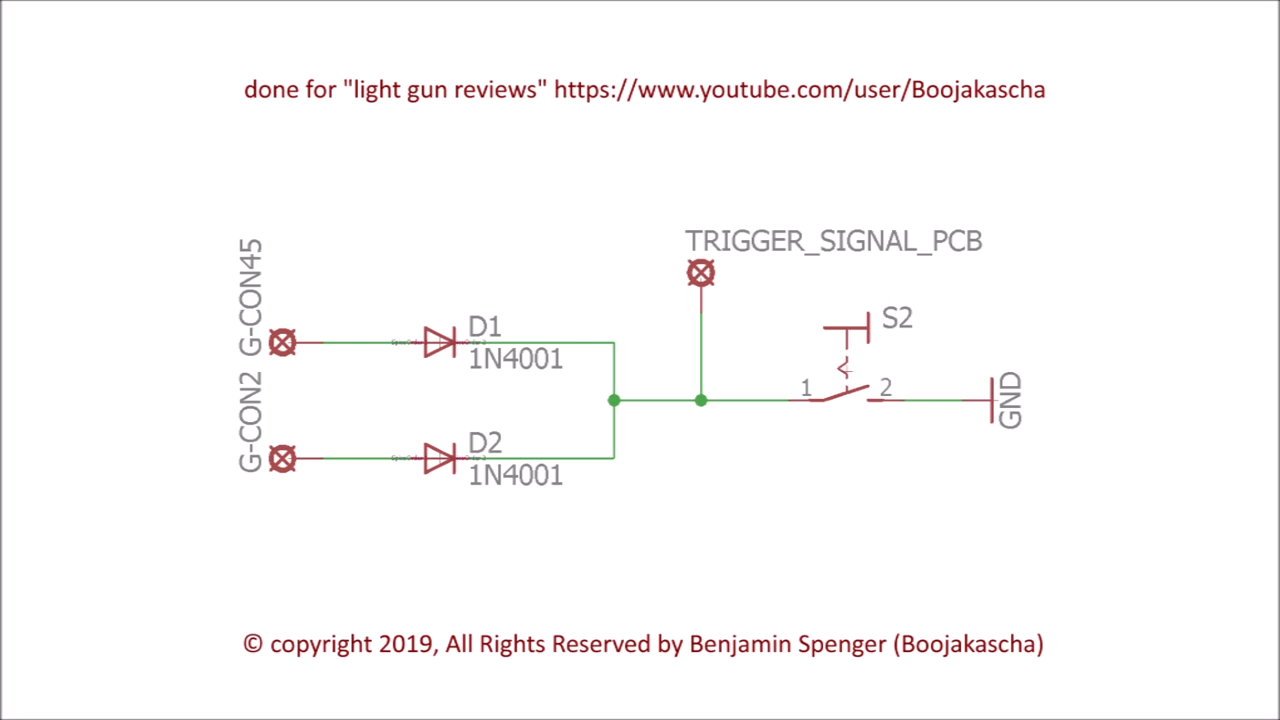 done for "light gun reviews" https://www.youtube.com/user/Boojakascha
TRIGGER_SIGNAL_PCB
G-CON45
S2
D1
1N4001
1
2
GND
G-CON2
D2
1N4001
© copyright 2019, All Rights Reserved by Benjamin Spenger (Boojakascha)